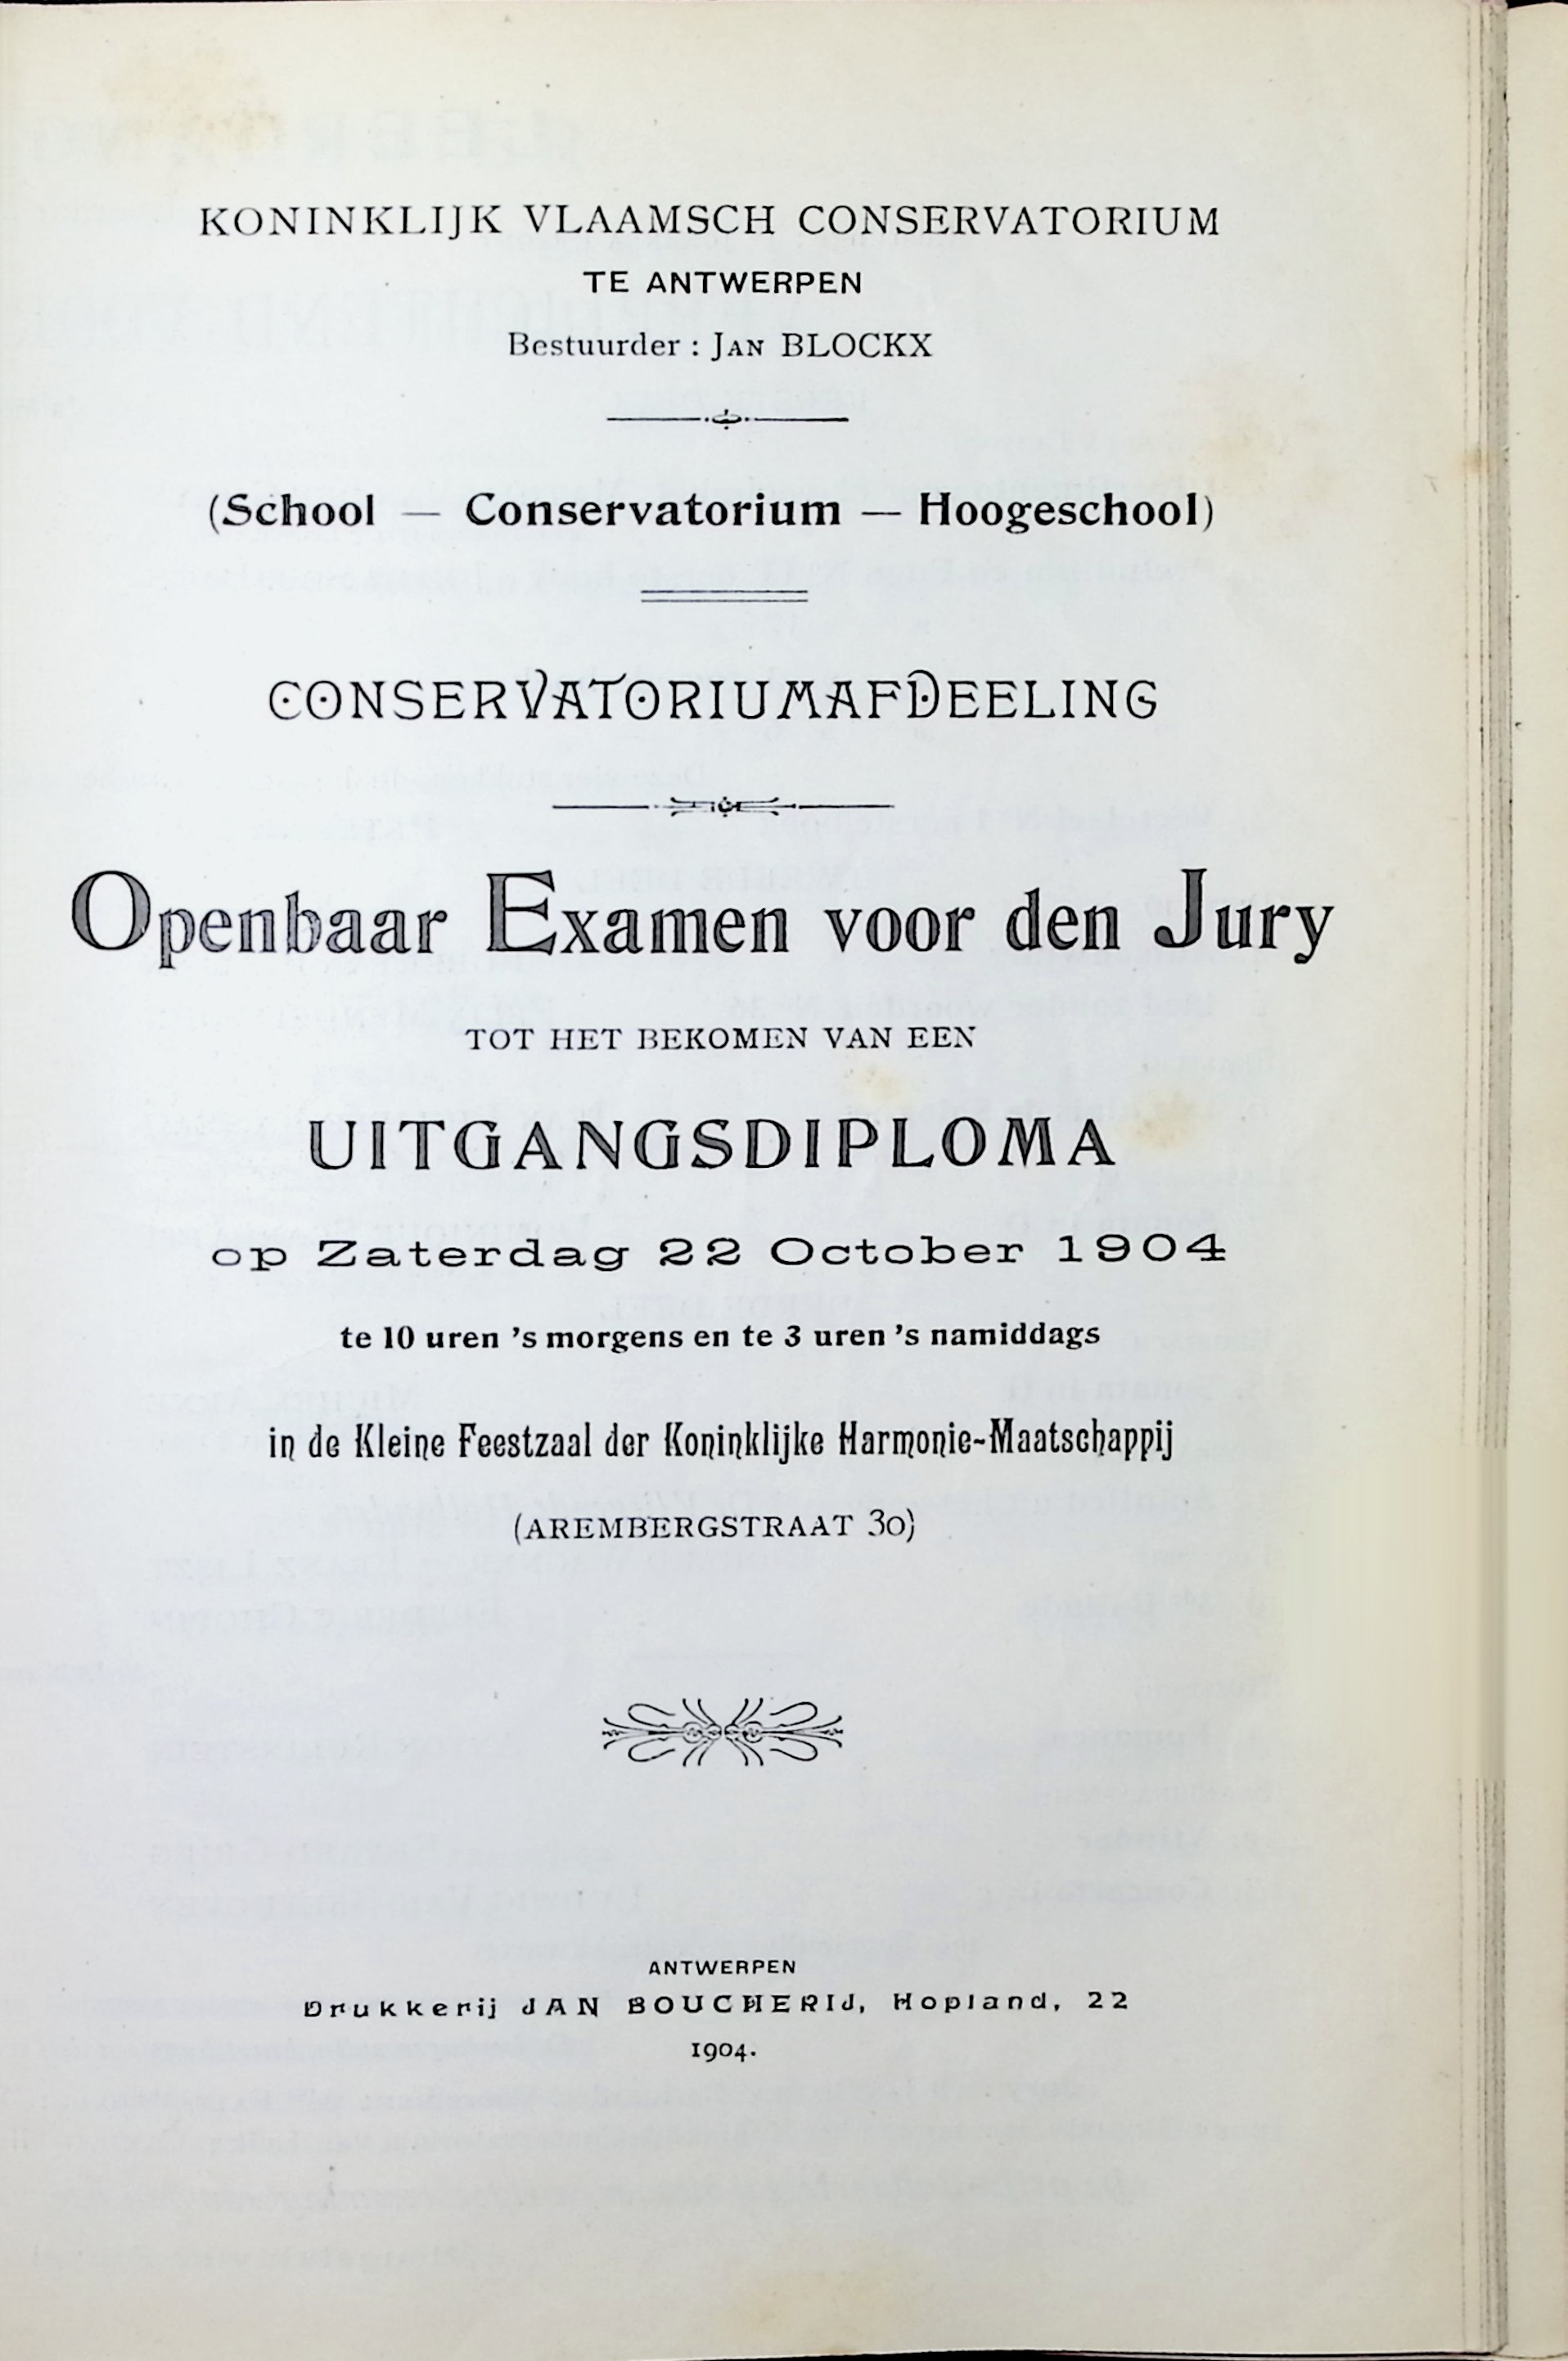 KONINKLIJK VLAAMSCH CONSERVATORIUM
TE ANTWERPEN
Bestuurder : JAN BLOCKX
(School — Conservatorium — Hoogeschool)
CONSERVATORIUMAFDEELING
Openbaar Examen voor den Jury
TOT HET BEKOMEN VAN EEN
UITGANGSDIPLOMA
op Zaterdag 22 October 1904
te 10 uren 's morgens en te 3 uren 's namiddags
in de Kleine Feestzaal der Koninklijke Harmonie-Maatschappij
(AREMBERGSTRAAT 30)
ANTWERPEN
Drukkerij JAN BOUCHERIJ, Hopland, 22
1904.